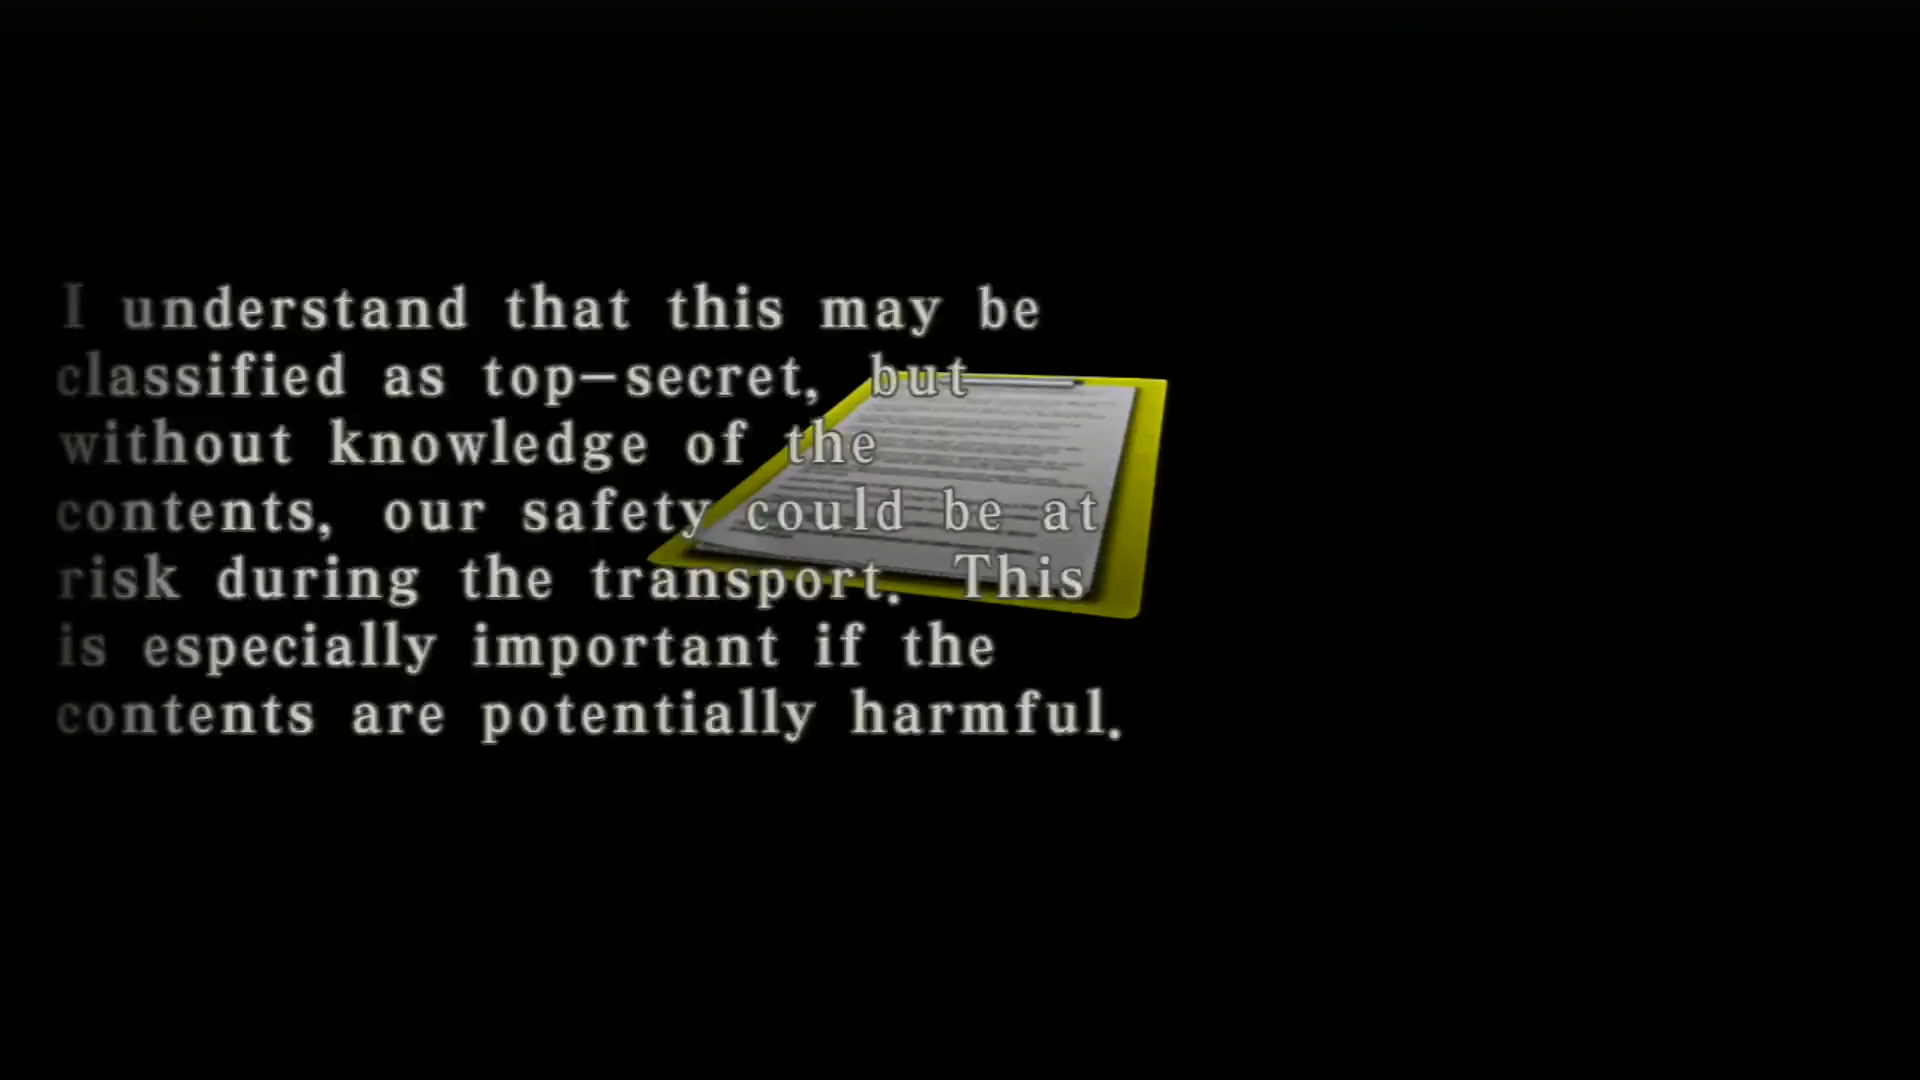 I understand that this may be
classified as top-secret, but
without knowledge of the
contents, our safety could be at
risk during the transport. This
is especially important if the
contents are potentially harmful.